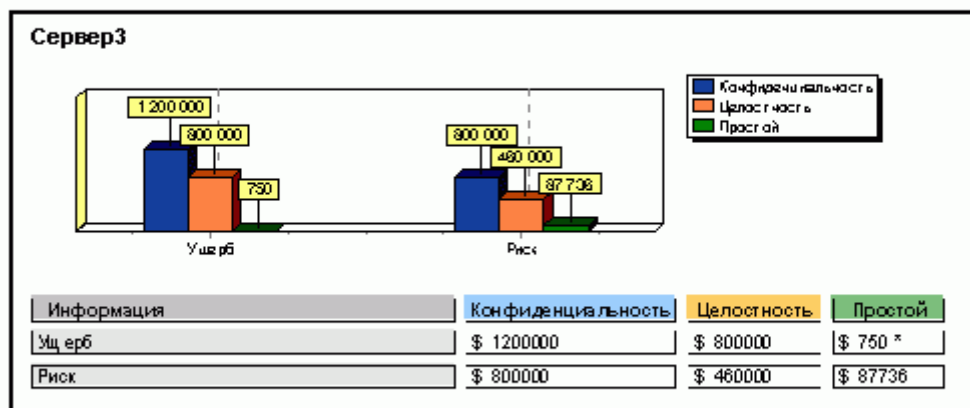 Сервер3
1 200 000
800 000
750
800 000
460 000
87 736
Ущерб
Риск
Конфиденциальность
Целостность
Простой
Информация Конфиденциальность Целостность Простой
Ущерб $ 1200000 $ 800000 $ 750 *
Риск $ 800000 $ 460000 $ 87736